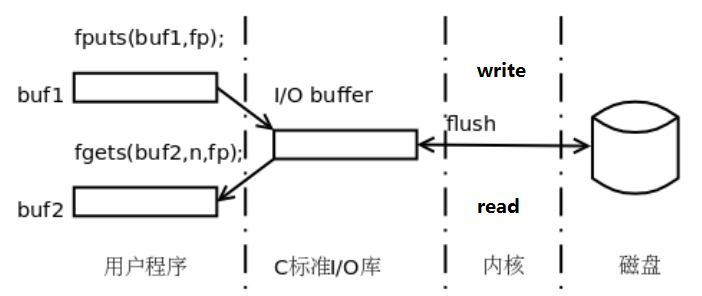 fputs(buf1,fp);
write
buf1
I/O buffer
flush
fgets(buf2,n,fp);
buf2
read
用户程序
C标准I/O库
内核
磁盘